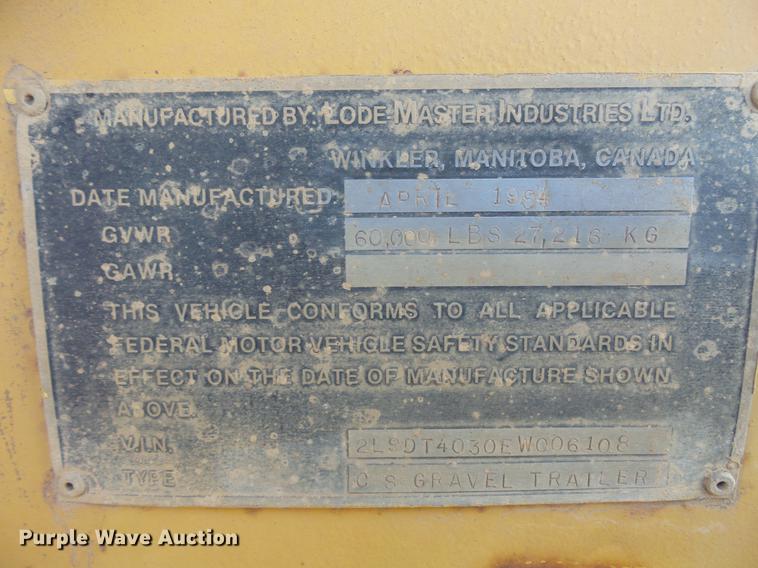 MANUFACTURED BY: LODE-MASTER INDUSTRIES LTD.
WINKLER, MANITOBA, CANADA
DATE MANUFACTURED: APRIL 1984
GVWR 60,000 LBS 27,216 KG
GAWR
THIS VEHICLE CONFORMS TO ALL APPLICABLE
FEDERAL MOTOR VEHICLE SAFETY STANDARDS IN
EFFECT ON THE DATE OF MANUFACTURE SHOWN
ABOVE.
V.I.N. 2L9DT4030EW006108
TYPE C S GRAVEL TRAILER
Purple Wave Auction